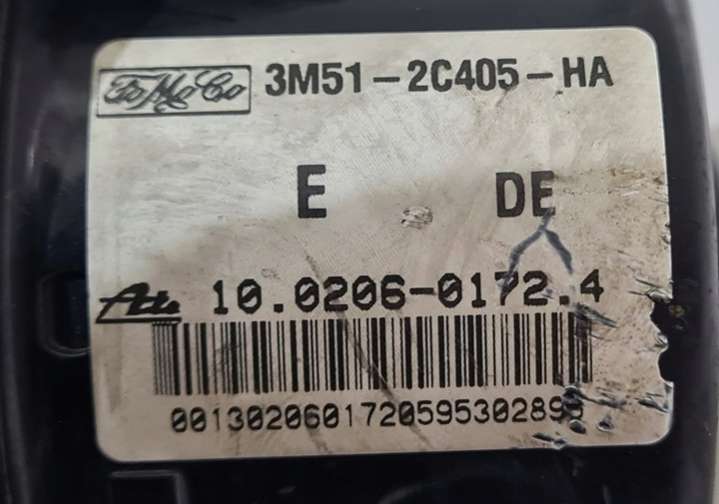 FoMoCo 3M51-2C405-HA
E DE
Ate 10.0206-0172.4